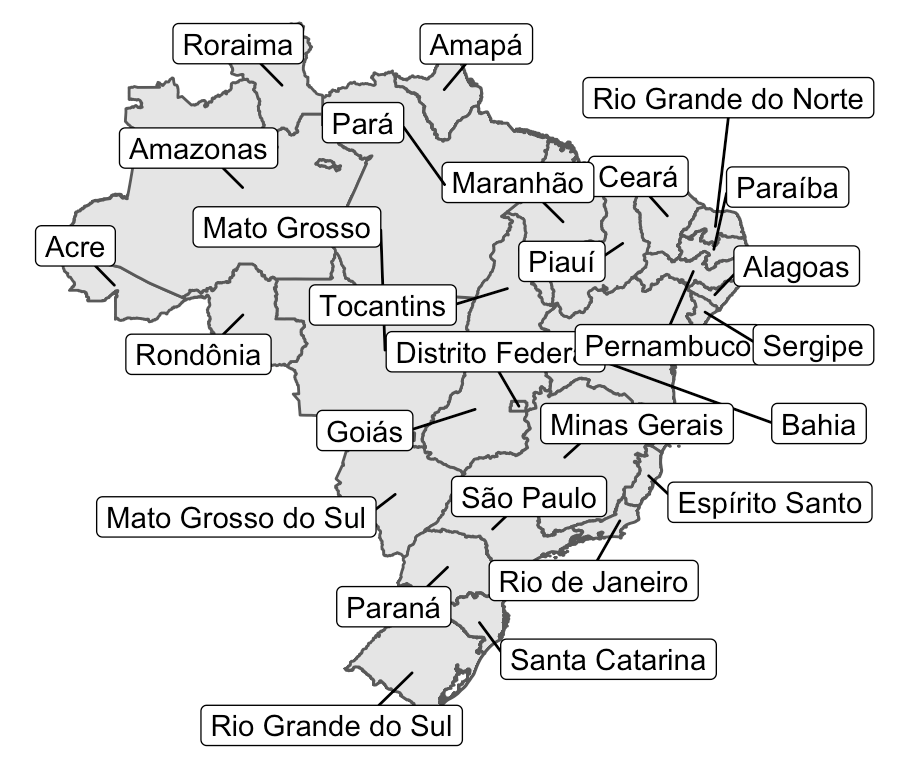 Roraima
Amapá
Rio Grande do Norte
Pará
Amazonas
Maranhão
Ceará
Paraíba
Mato Grosso
Acre
Piauí
Alagoas
Tocantins
Rondônia
Distrito Federa
Pernambuco
Sergipe
Goiás
Minas Gerais
Bahia
São Paulo
Espírito Santo
Mato Grosso do Sul
Rio de Janeiro
Paraná
Santa Catarina
Rio Grande do Sul